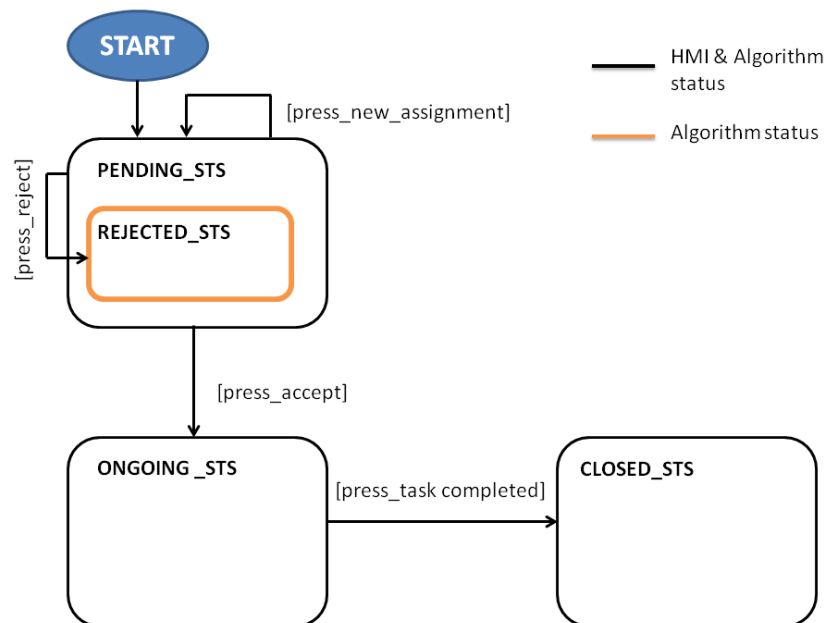 START
HMI & Algorithm
status
[press_new_assignment]
Algorithm status
PENDING_STS
[press_reject]
REJECTED_STS
[press_accept]
ONGOING _STS
[press_task completed]
CLOSED_STS